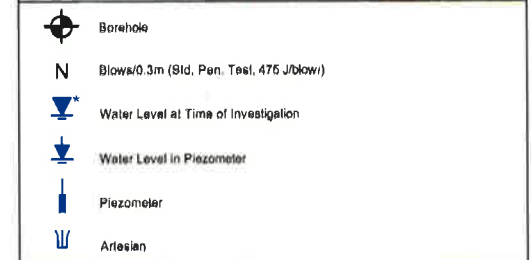 Borehole
N Blows/0.3m (Std. Pen. Test, 475 J/blow)
* Water Level at Time of Investigation
Water Level in Piezometer
Piezometer
Artesian